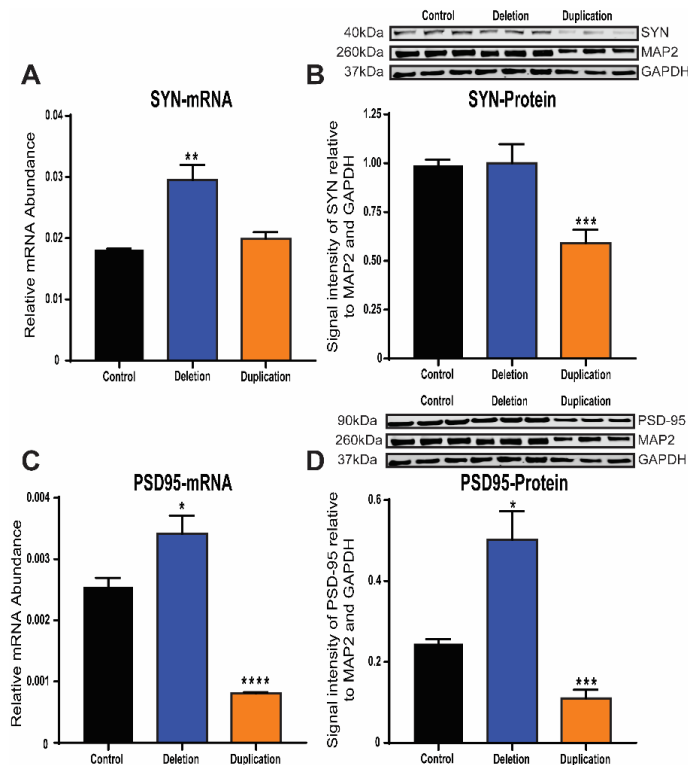 Control Deletion Duplication
40kDa SYN
260kDa MAP2
37kDa GAPDH
A
SYN-mRNA
Relative mRNA Abundance
0.04
0.03
0.02
0.01
0
**
Control Deletion Duplication
B
SYN-Protein
Signal intensity of SYN relative
to MAP2 and GAPDH
1.25
1.00
0.75
0.50
0.25
0
***
Control Deletion Duplication
Control Deletion Duplication
90kDa PSD-95
260kDa MAP2
37kDa GAPDH
C
PSD95-mRNA
Relative mRNA Abundance
0.004
0.003
0.002
0.001
0
*
****
Control Deletion Duplication
D
PSD95-Protein
Signal intensity of PSD-95 relative
to MAP2 and GAPDH
0.6
0.4
0.2
0
*
***
Control Deletion Duplication